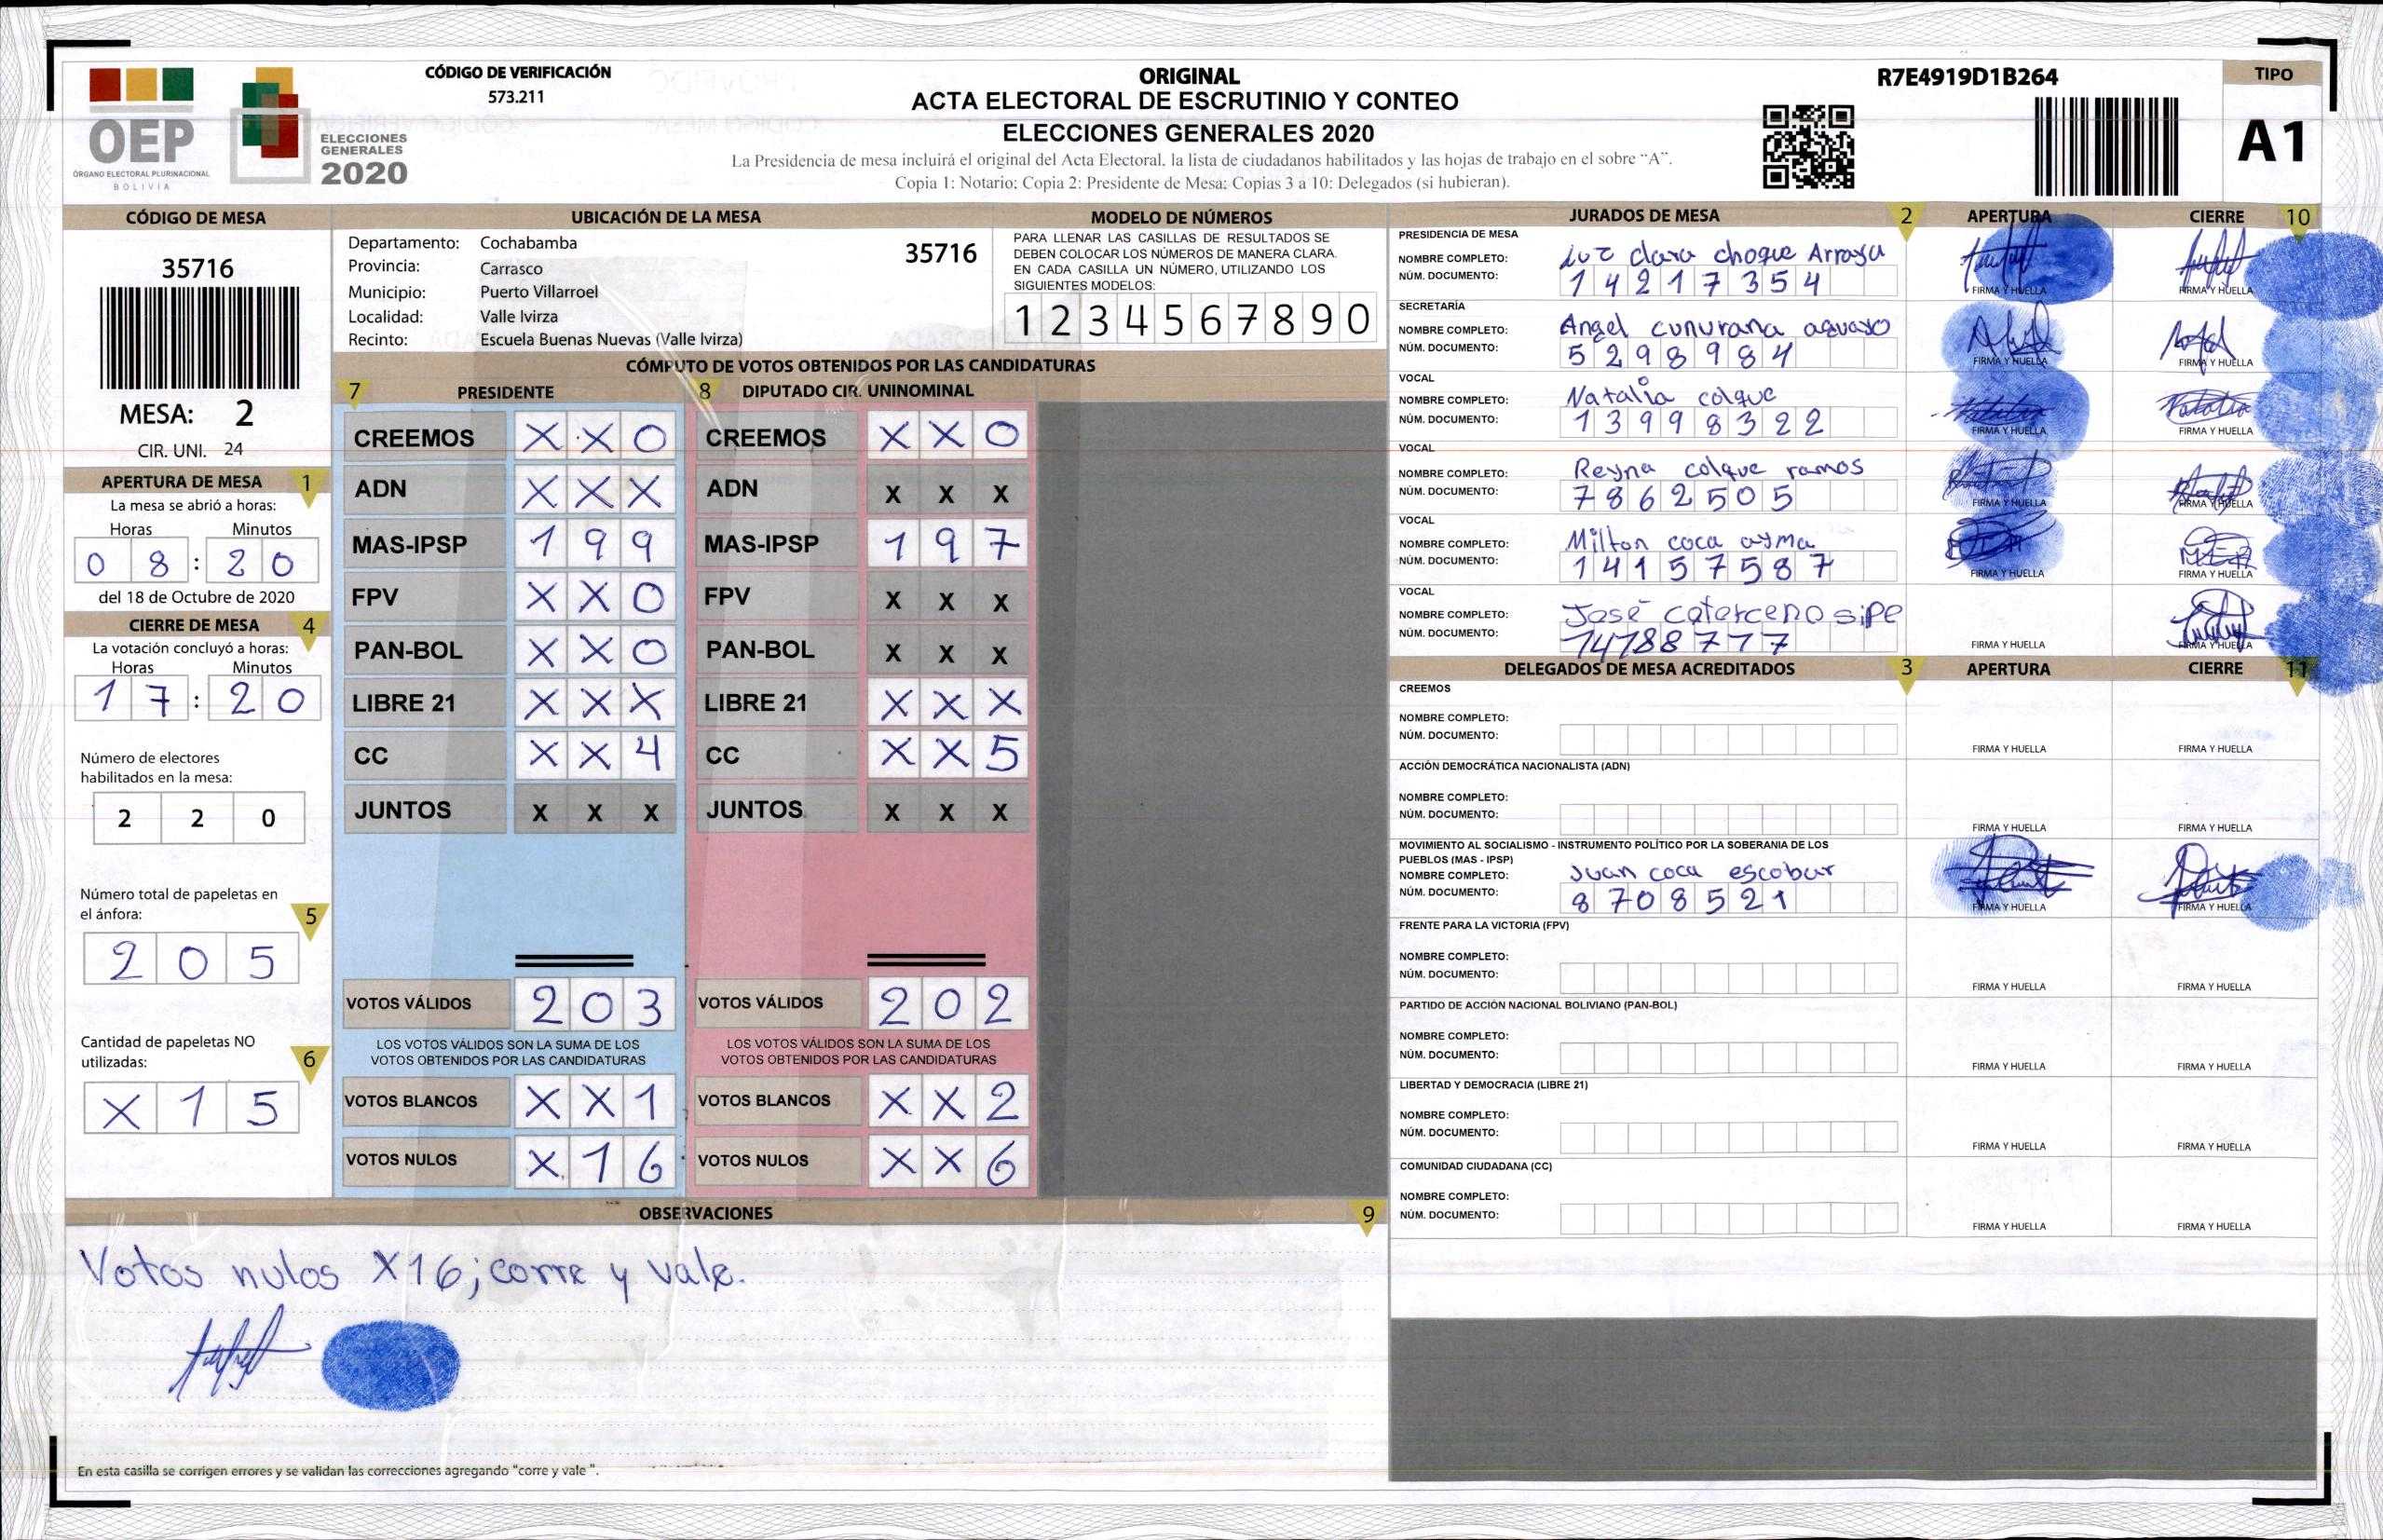 OEP
ÓRGANO ELECTORAL PLURINACIONAL
BOLIVIA
ELECCIONES
GENERALES
2020
CÓDIGO DE VERIFICACIÓN
573.211
ORIGINAL
ACTA ELECTORAL DE ESCRUTINIO Y CONTEO
ELECCIONES GENERALES 2020
La Presidencia de mesa incluirá el original del Acta Electoral, la lista de ciudadanos habilitados y las hojas de trabajo en el sobre "A".
Copia 1: Notario; Copia 2: Presidente de Mesa; Copias 3 a 10: Delegados (si hubieran).
R7E4919D1B264
TIPO
A1
CÓDIGO DE MESA
35716
MESA: 2
CIR. UNI. 24
APERTURA DE MESA 1
La mesa se abrió a horas:
Horas Minutos
0 8 : 2 0
del 18 de Octubre de 2020
CIERRE DE MESA 4
La votación concluyó a horas:
Horas Minutos
1 7 : 2 0
Número de electores
habilitados en la mesa:
2 2 0
Número total de papeletas en
el ánfora: 5
2 0 5
Cantidad de papeletas NO
utilizadas: 6
X 1 5
UBICACIÓN DE LA MESA
Departamento: Cochabamba 35716
Provincia: Carrasco
Municipio: Puerto Villarroel
Localidad: Valle Ivirza
Recinto: Escuela Buenas Nuevas (Valle Ivirza)
MODELO DE NÚMEROS
PARA LLENAR LAS CASILLAS DE RESULTADOS SE
DEBEN COLOCAR LOS NÚMEROS DE MANERA CLARA.
EN CADA CASILLA UN NÚMERO, UTILIZANDO LOS
SIGUIENTES MODELOS:
1 2 3 4 5 6 7 8 9 0
CÓMPUTO DE VOTOS OBTENIDOS POR LAS CANDIDATURAS
7 PRESIDENTE
CREEMOS X X 0
ADN X X X
MAS-IPSP 1 9 9
FPV X X 0
PAN-BOL X X 0
LIBRE 21 X X X
CC X X 4
JUNTOS X X X
VOTOS VÁLIDOS 2 0 3
LOS VOTOS VÁLIDOS SON LA SUMA DE LOS
VOTOS OBTENIDOS POR LAS CANDIDATURAS
VOTOS BLANCOS X X 1
VOTOS NULOS X 1 6
8 DIPUTADO CIR. UNINOMINAL
CREEMOS X X 0
ADN X X X
MAS-IPSP 1 9 7
FPV X X X
PAN-BOL X X X
LIBRE 21 X X X
CC X X 5
JUNTOS X X X
VOTOS VÁLIDOS 2 0 2
LOS VOTOS VÁLIDOS SON LA SUMA DE LOS
VOTOS OBTENIDOS POR LAS CANDIDATURAS
VOTOS BLANCOS X X 2
VOTOS NULOS X X 6
OBSERVACIONES 9
Votos nulos X16; corre y vale.
En esta casilla se corrigen errores y se validan las correcciones agregando "corre y vale ".
JURADOS DE MESA 2 APERTURA CIERRE 10
PRESIDENCIA DE MESA
NOMBRE COMPLETO: Luz clara choque Arroya
NÚM. DOCUMENTO: 1 4 2 1 7 3 5 4 FIRMA Y HUELLA FIRMA Y HUELLA
SECRETARÍA
NOMBRE COMPLETO: Angel cunurana
NÚM. DOCUMENTO: 5 2 9 8 9 8 4 FIRMA Y HUELLA FIRMA Y HUELLA
VOCAL
NOMBRE COMPLETO: Natalia colque
NÚM. DOCUMENTO: 1 3 9 9 8 3 2 2 FIRMA Y HUELLA FIRMA Y HUELLA
VOCAL
NOMBRE COMPLETO: Reyna colque ramos
NÚM. DOCUMENTO: 7 8 6 2 5 0 5 FIRMA Y HUELLA FIRMA Y HUELLA
VOCAL
NOMBRE COMPLETO: Milton coca ayma
NÚM. DOCUMENTO: 1 4 1 5 7 5 8 7 FIRMA Y HUELLA FIRMA Y HUELLA
VOCAL
NOMBRE COMPLETO: José caterceno sipe
NÚM. DOCUMENTO: 14788777 FIRMA Y HUELLA FIRMA Y HUELLA
DELEGADOS DE MESA ACREDITADOS 3 APERTURA CIERRE 11
CREEMOS
NOMBRE COMPLETO:
NÚM. DOCUMENTO: FIRMA Y HUELLA FIRMA Y HUELLA
ACCIÓN DEMOCRÁTICA NACIONALISTA (ADN)
NOMBRE COMPLETO:
NÚM. DOCUMENTO: FIRMA Y HUELLA FIRMA Y HUELLA
MOVIMIENTO AL SOCIALISMO - INSTRUMENTO POLÍTICO POR LA SOBERANIA DE LOS
PUEBLOS (MAS - IPSP)
NOMBRE COMPLETO: Juan coca escobar
NÚM. DOCUMENTO: 8 7 0 8 5 2 1 FIRMA Y HUELLA FIRMA Y HUELLA
FRENTE PARA LA VICTORIA (FPV)
NOMBRE COMPLETO:
NÚM. DOCUMENTO: FIRMA Y HUELLA FIRMA Y HUELLA
PARTIDO DE ACCIÓN NACIONAL BOLIVIANO (PAN-BOL)
NOMBRE COMPLETO:
NÚM. DOCUMENTO: FIRMA Y HUELLA FIRMA Y HUELLA
LIBERTAD Y DEMOCRACIA (LIBRE 21)
NOMBRE COMPLETO:
NÚM. DOCUMENTO: FIRMA Y HUELLA FIRMA Y HUELLA
COMUNIDAD CIUDADANA (CC)
NOMBRE COMPLETO:
NÚM. DOCUMENTO: FIRMA Y HUELLA FIRMA Y HUELLA